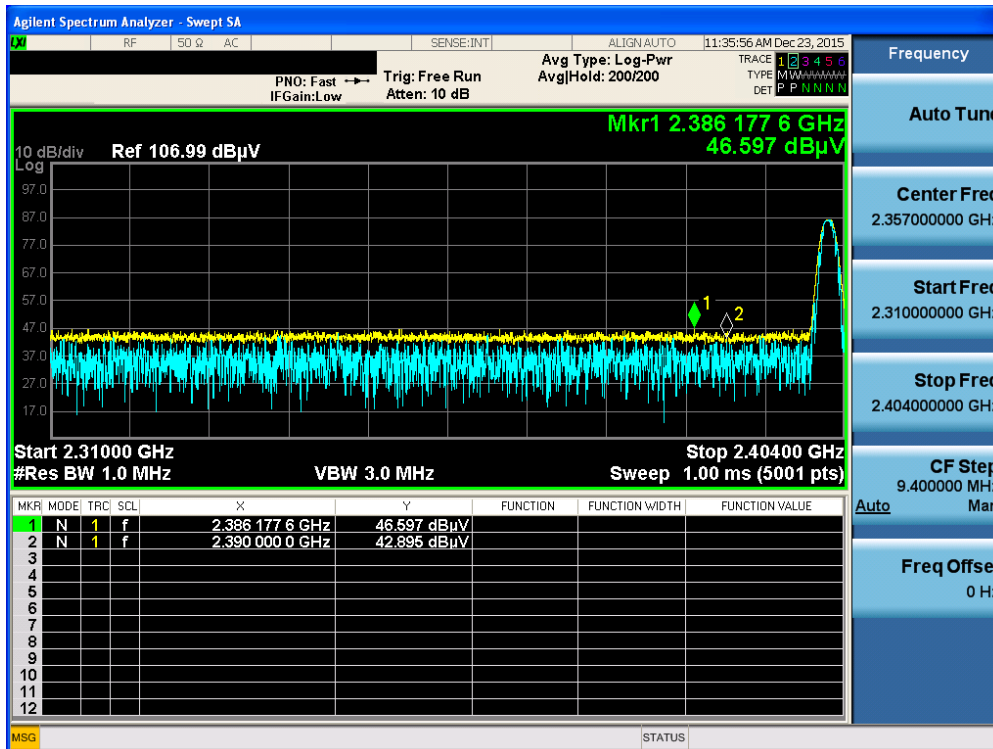 Agilent Spectrum Analyzer - Swept SA
LXI RF 50 Ω AC SENSE:INT ALIGN AUTO 11:35:56 AM Dec 23, 2015
Frequency
Avg Type: Log-Pwr TRACE 1 2 3 4 5 6
PNO: Fast Trig: Free Run Avg|Hold: 200/200 TYPE M W W W W W
IFGain:Low Atten: 10 dB DET P P N N N N
Auto Tune
Mkr1 2.386 177 6 GHz
10 dB/div Ref 106.99 dBµV 46.597 dBµV
Log
97.0
87.0
77.0
67.0
57.0
47.0
37.0
27.0
17.0
1
2
Center Freq
2.357000000 GHz
Start Freq
2.310000000 GHz
Stop Freq
2.404000000 GHz
Start 2.31000 GHz Stop 2.40400 GHz
#Res BW 1.0 MHz VBW 3.0 MHz Sweep 1.00 ms (5001 pts)
CF Step
9.400000 MHz
Auto Man
MKR MODE TRC SCL X Y FUNCTION FUNCTION WIDTH FUNCTION VALUE
1 N 1 f 2.386 177 6 GHz 46.597 dBµV
2 N 1 f 2.390 000 0 GHz 42.895 dBµV
3
4
5
6
7
8
9
10
11
12
Freq Offset
0 Hz
MSG STATUS